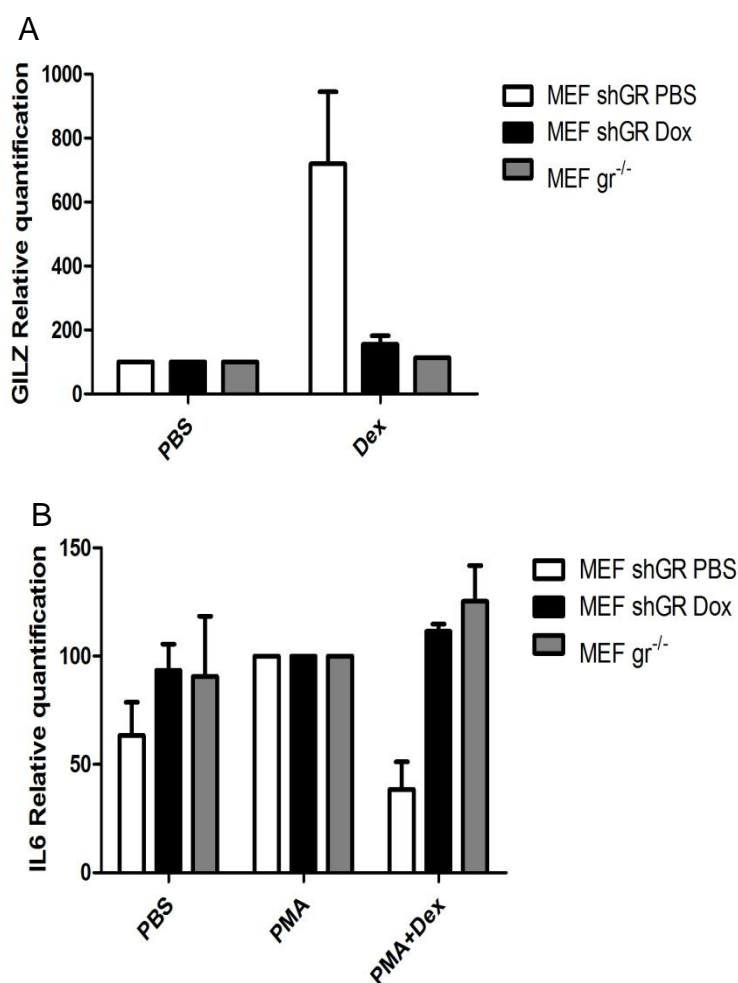 A
GILZ Relative quantification
1000
800
600
400
200
0
PBS
Dex
MEF shGR PBS
MEF shGR Dox
MEF gr-/-
B
IL6 Relative quantification
150
100
50
0
PBS
PMA
PMA+Dex
MEF shGR PBS
MEF shGR Dox
MEF gr-/-